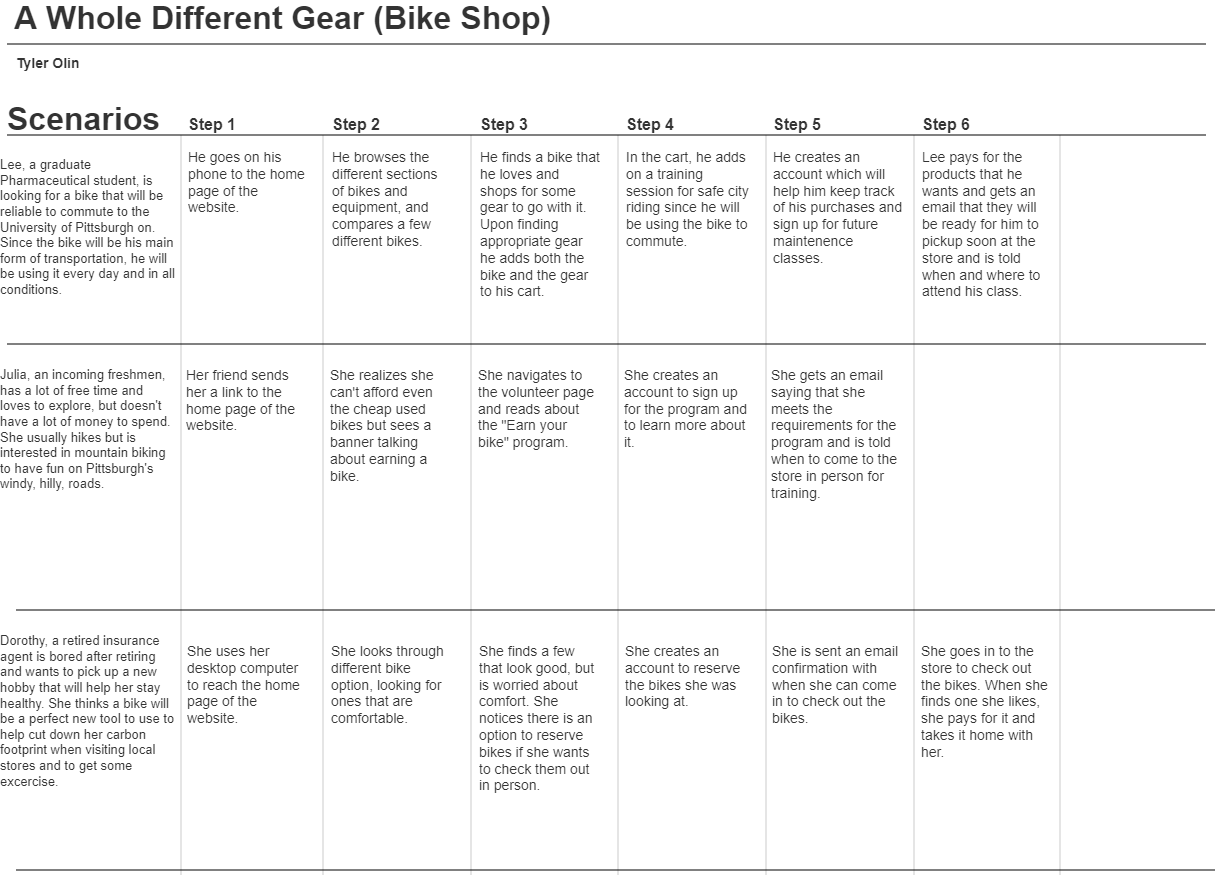 A Whole Different Gear (Bike Shop)
Tyler Olin
Scenarios
Step 1
Step 2
Step 3
Step 4
Step 5
Step 6
Lee, a graduate
Pharmaceutical student, is
looking for a bike that will be
reliable to commute to the
University of Pittsburgh on.
Since the bike will be his main
form of transportation, he will
be using it every day and in all
conditions.
He goes on his
phone to the home
page of the
website.
He browses the
different sections
of bikes and
equipment, and
compares a few
different bikes.
He finds a bike that
he loves and
shops for some
gear to go with it.
Upon finding
appropriate gear
he adds both the
bike and the gear
to his cart.
In the cart, he adds
on a training
session for safe city
riding since he will
be using the bike to
commute.
He creates an
account which will
help him keep track
of his purchases and
sign up for future
maintenence
classes.
Lee pays for the
products that he
wants and gets an
email that they will
be ready for him to
pickup soon at the
store and is told
when and where to
attend his class.
Julia, an incoming freshmen,
has a lot of free time and
loves to explore, but doesn't
have a lot of money to spend.
She usually hikes but is
interested in mountain biking
to have fun on Pittsburgh's
windy, hilly, roads.
Her friend sends
her a link to the
home page of the
website.
She realizes she
can't afford even
the cheap used
bikes but sees a
banner talking
about earning a
bike.
She navigates to
the volunteer page
and reads about
the "Earn your
bike" program.
She creates an
account to sign up
for the program and
to learn more about
it.
She gets an email
saying that she
meets the
requirements for the
program and is told
when to come to the
store in person for
training.
Dorothy, a retired insurance
agent is bored after retiring
and wants to pick up a new
hobby that will help her stay
healthy. She thinks a bike will
be a perfect new tool to use to
help cut down her carbon
footprint when visiting local
stores and to get some
excercise.
She uses her
desktop computer
to reach the home
page of the
website.
She looks through
different bike
option, looking for
ones that are
comfortable.
She finds a few
that look good, but
is worried about
comfort. She
notices there is an
option to reserve
bikes if she wants
to check them out
in person.
She creates an
account to reserve
the bikes she was
looking at.
She is sent an email
confirmation with
when she can come
in to check out the
bikes.
She goes in to the
store to check out
the bikes. When she
finds one she likes,
she pays for it and
takes it home with
her.